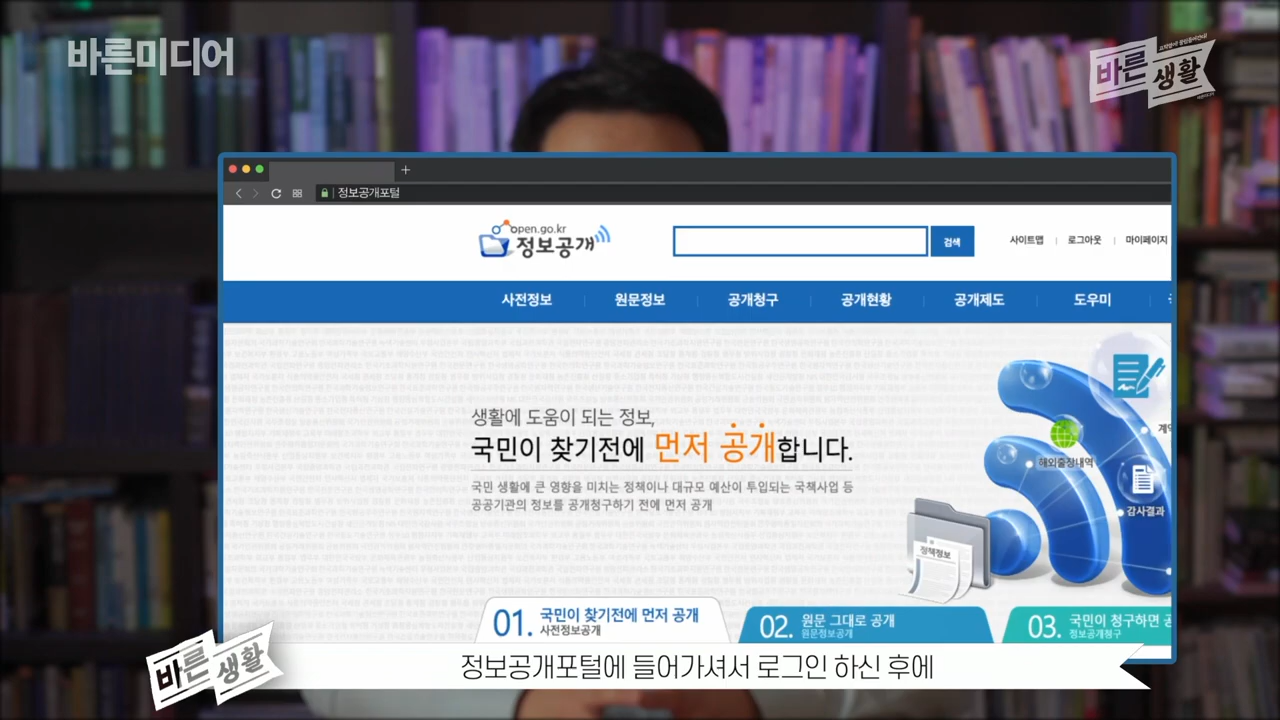 바른미디어
바른
생활
정보공개포털
open.go.kr
정보공개
검색
사이트맵
로그아웃
마이페이지
사전정보
원문정보
공개청구
공개현황
공개제도
도우미
생활에 도움이 되는 정보,
국민이 찾기전에 먼저 공개합니다.
국민 생활에 큰 영향을 미치는 정책이나 대규모 예산이 투입되는 국책사업 등
공공기관의 정보를 공개청구하기 전에 먼저 공개
해외출장내역
감사결과
정책정보
01. 국민이 찾기전에 먼저 공개
사전정보공개
02. 원문 그대로 공개
원문정보공개
03. 국민이 청구하면
정보공개청구
바른
생활
정보공개포털에 들어가셔서 로그인 하신 후에